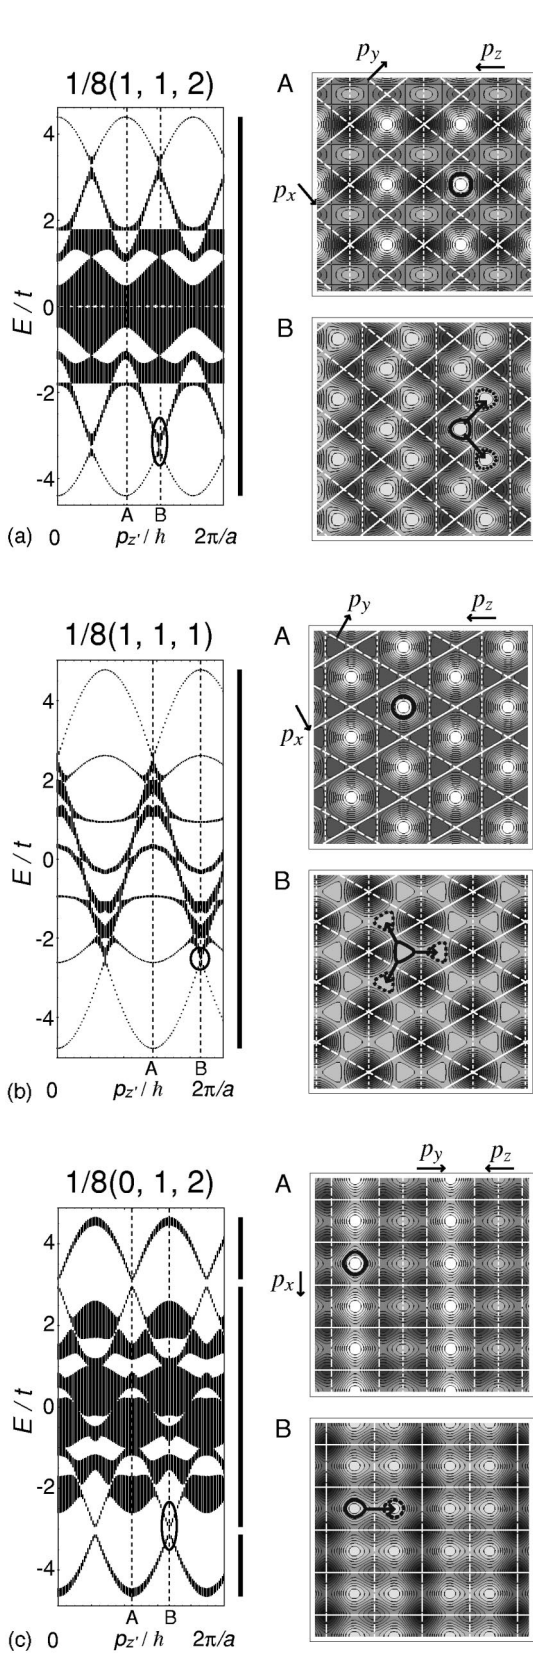 1/8(1, 1, 2)
4
2
0
-2
-4
E / t
A B
(a) 0 p_z' / ħ 2π/a
A
p_y
p_z
p_x
B
1/8(1, 1, 1)
4
2
0
-2
-4
E / t
A B
(b) 0 p_z' / ħ 2π/a
A
p_y
p_z
p_x
B
1/8(0, 1, 2)
4
2
0
-2
-4
E / t
A B
(c) 0 p_z' / ħ 2π/a
A
p_y
p_z
p_x
B